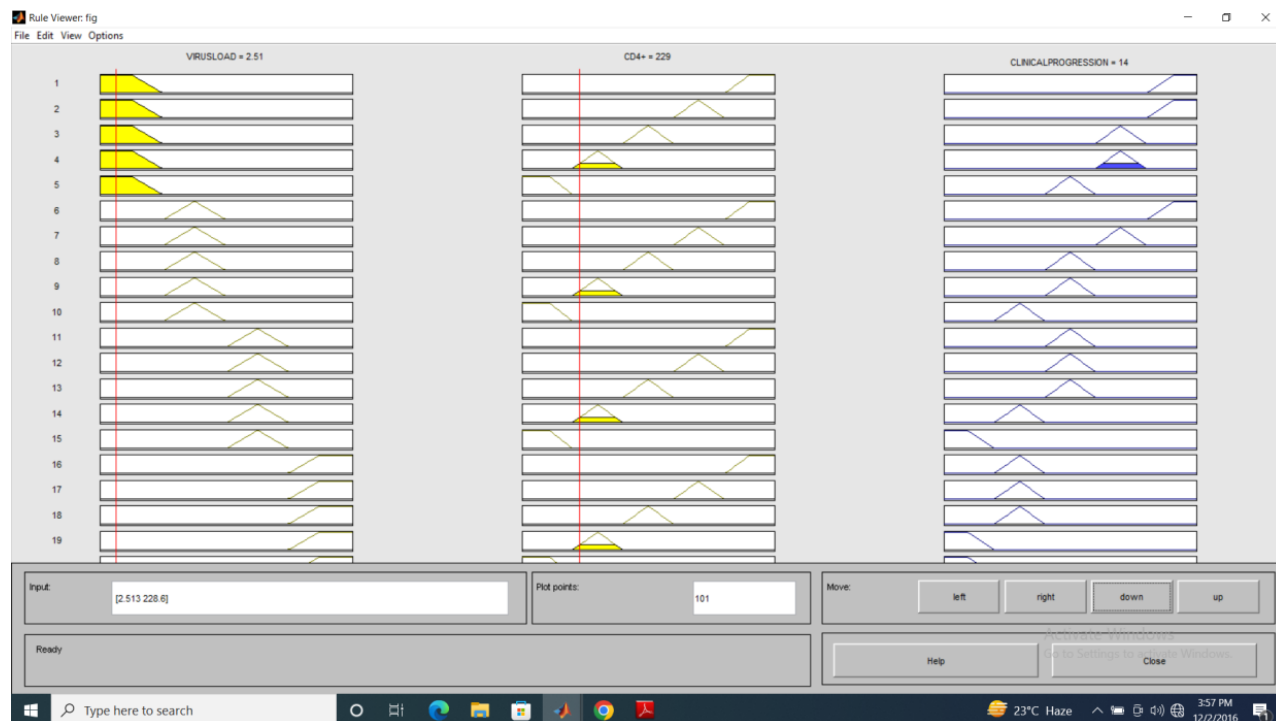 Rule Viewer: fig
File Edit View Options
VIRUSLOAD = 2.51
CD4+ = 229
CLINICALPROGRESSION = 14
1
2
3
4
5
6
7
8
9
10
11
12
13
14
15
16
17
18
19
Input:
[2.513 228.6]
Plot points:
101
Move:
left
right
down
up
Ready
Activate Windows
Go to Settings to activate Windows.
Help
Close
Type here to search
23°C Haze
3:57 PM
12/2/2016